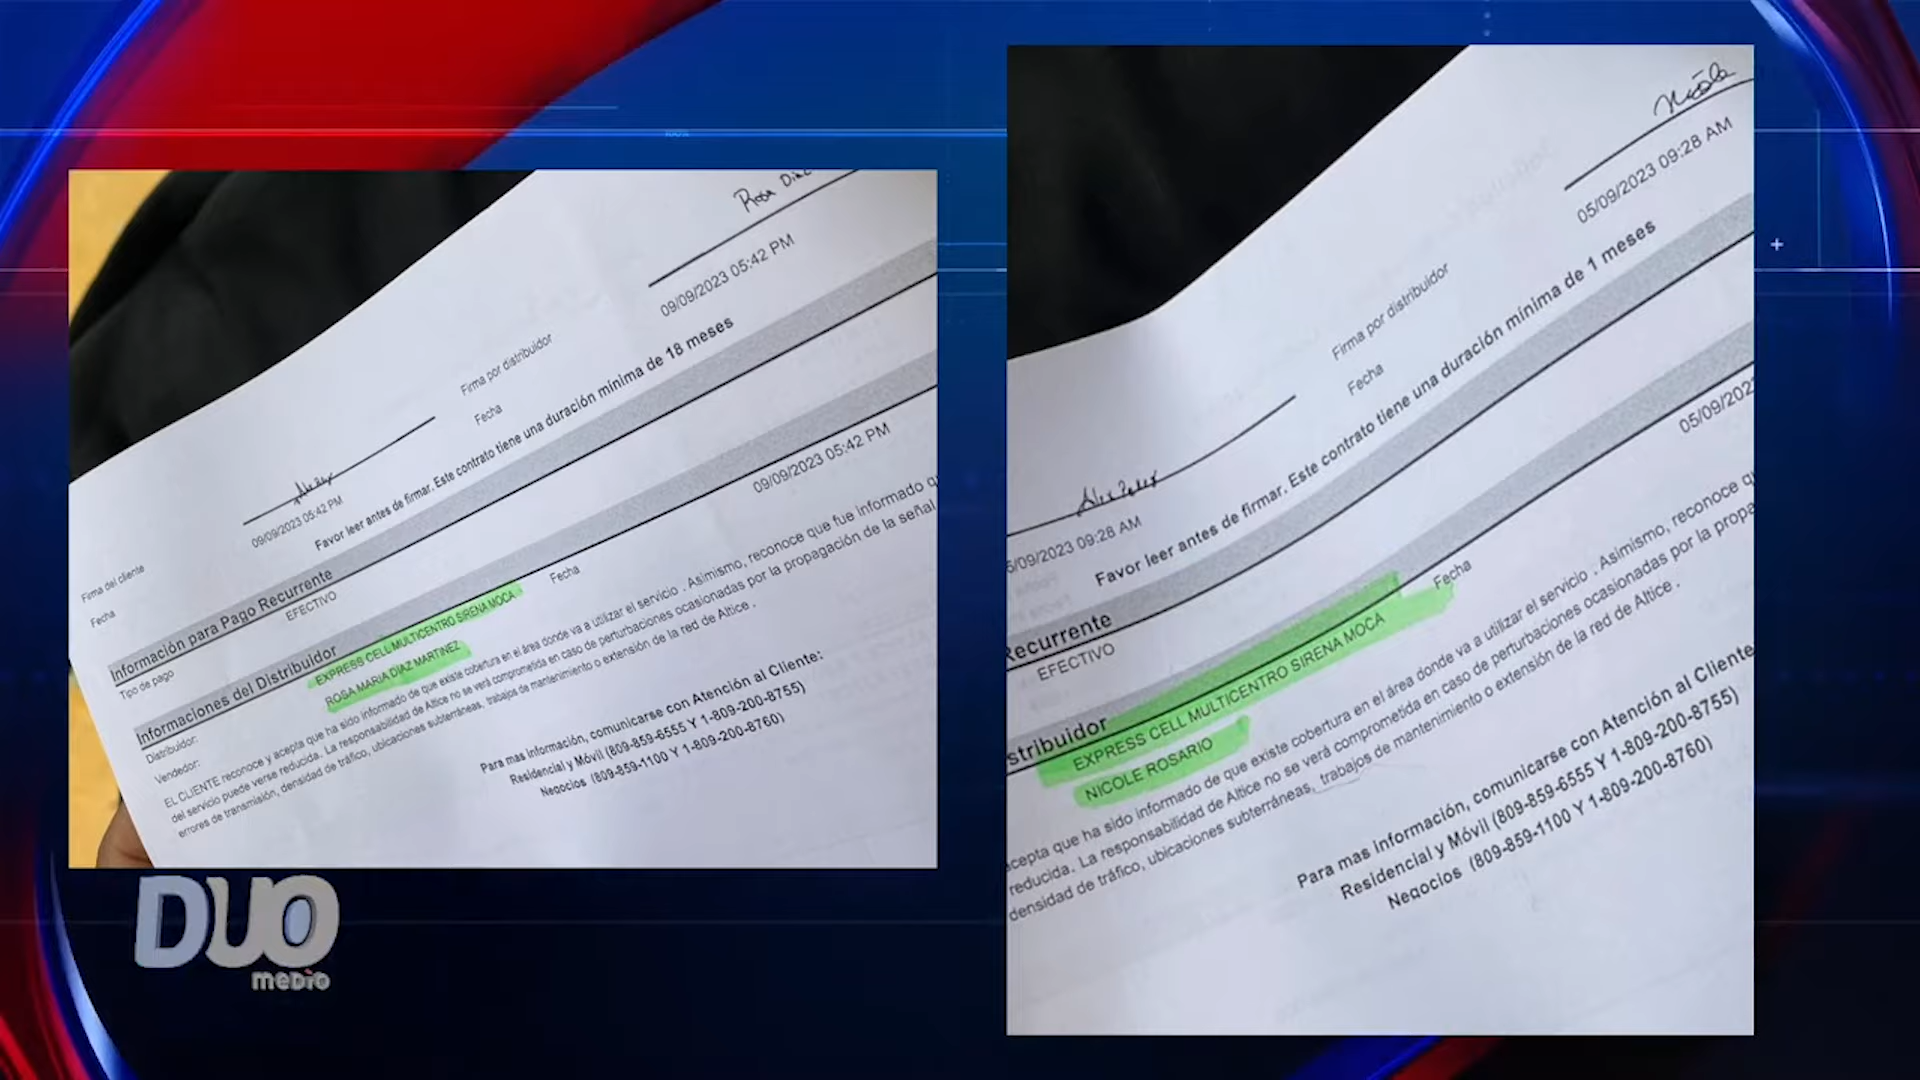 Rosa Diaz
09/09/2023 05:42 PM
Firma por distribuidor
Fecha
09/09/2023 05:42 PM
Favor leer antes de firmar. Este contrato tiene una duración mínima de 18 meses
Firma del cliente
Fecha
Información para Pago Recurrente
Tipo de pago EFECTIVO
Informaciones del Distribuidor
Distribuidor: EXPRESS CELL MULTICENTRO SIRENA MOCA Fecha 09/09/2023 05:42 PM
Vendedor: ROSA MARIA DÍAZ MARTINEZ
EL CLIENTE reconoce y acepta que ha sido informado de que existe cobertura en el área donde va a utilizar el servicio . Asimismo, reconoce que fue informado q
del servicio puede verse reducida. La responsabilidad de Altice no se verá comprometida en caso de perturbaciones ocasionadas por la propagación de la señal
errores de transmisión, densidad de tráfico, ubicaciones subterráneas, trabajos de mantenimiento o extensión de la red de Altice .
Para mas información, comunicarse con Atención al Cliente:
Residencial y Móvil (809-859-6555 Y 1-809-200-8755)
Negocios (809-859-1100 Y 1-809-200-8760)
DUO
medio
05/09/2023 09:28 AM
Firma por distribuidor
Fecha
Alex Perez
5/09/2023 09:28 AM
Favor leer antes de firmar. Este contrato tiene una duración mínima de 1 meses
Recurrente
EFECTIVO
stribuidor
EXPRESS CELL MULTICENTRO SIRENA MOCA Fecha 05/09/202
NICOLE ROSARIO
acepta que ha sido informado de que existe cobertura en el área donde va a utilizar el servicio . Asimismo, reconoce q
reducida. La responsabilidad de Altice no se verá comprometida en caso de perturbaciones ocasionadas por la propa
densidad de tráfico, ubicaciones subterráneas, trabajos de mantenimiento o extensión de la red de Altice .
Para mas información, comunicarse con Atención al Cliente
Residencial y Móvil (809-859-6555 Y 1-809-200-8755)
Negocios (809-859-1100 Y 1-809-200-8760)